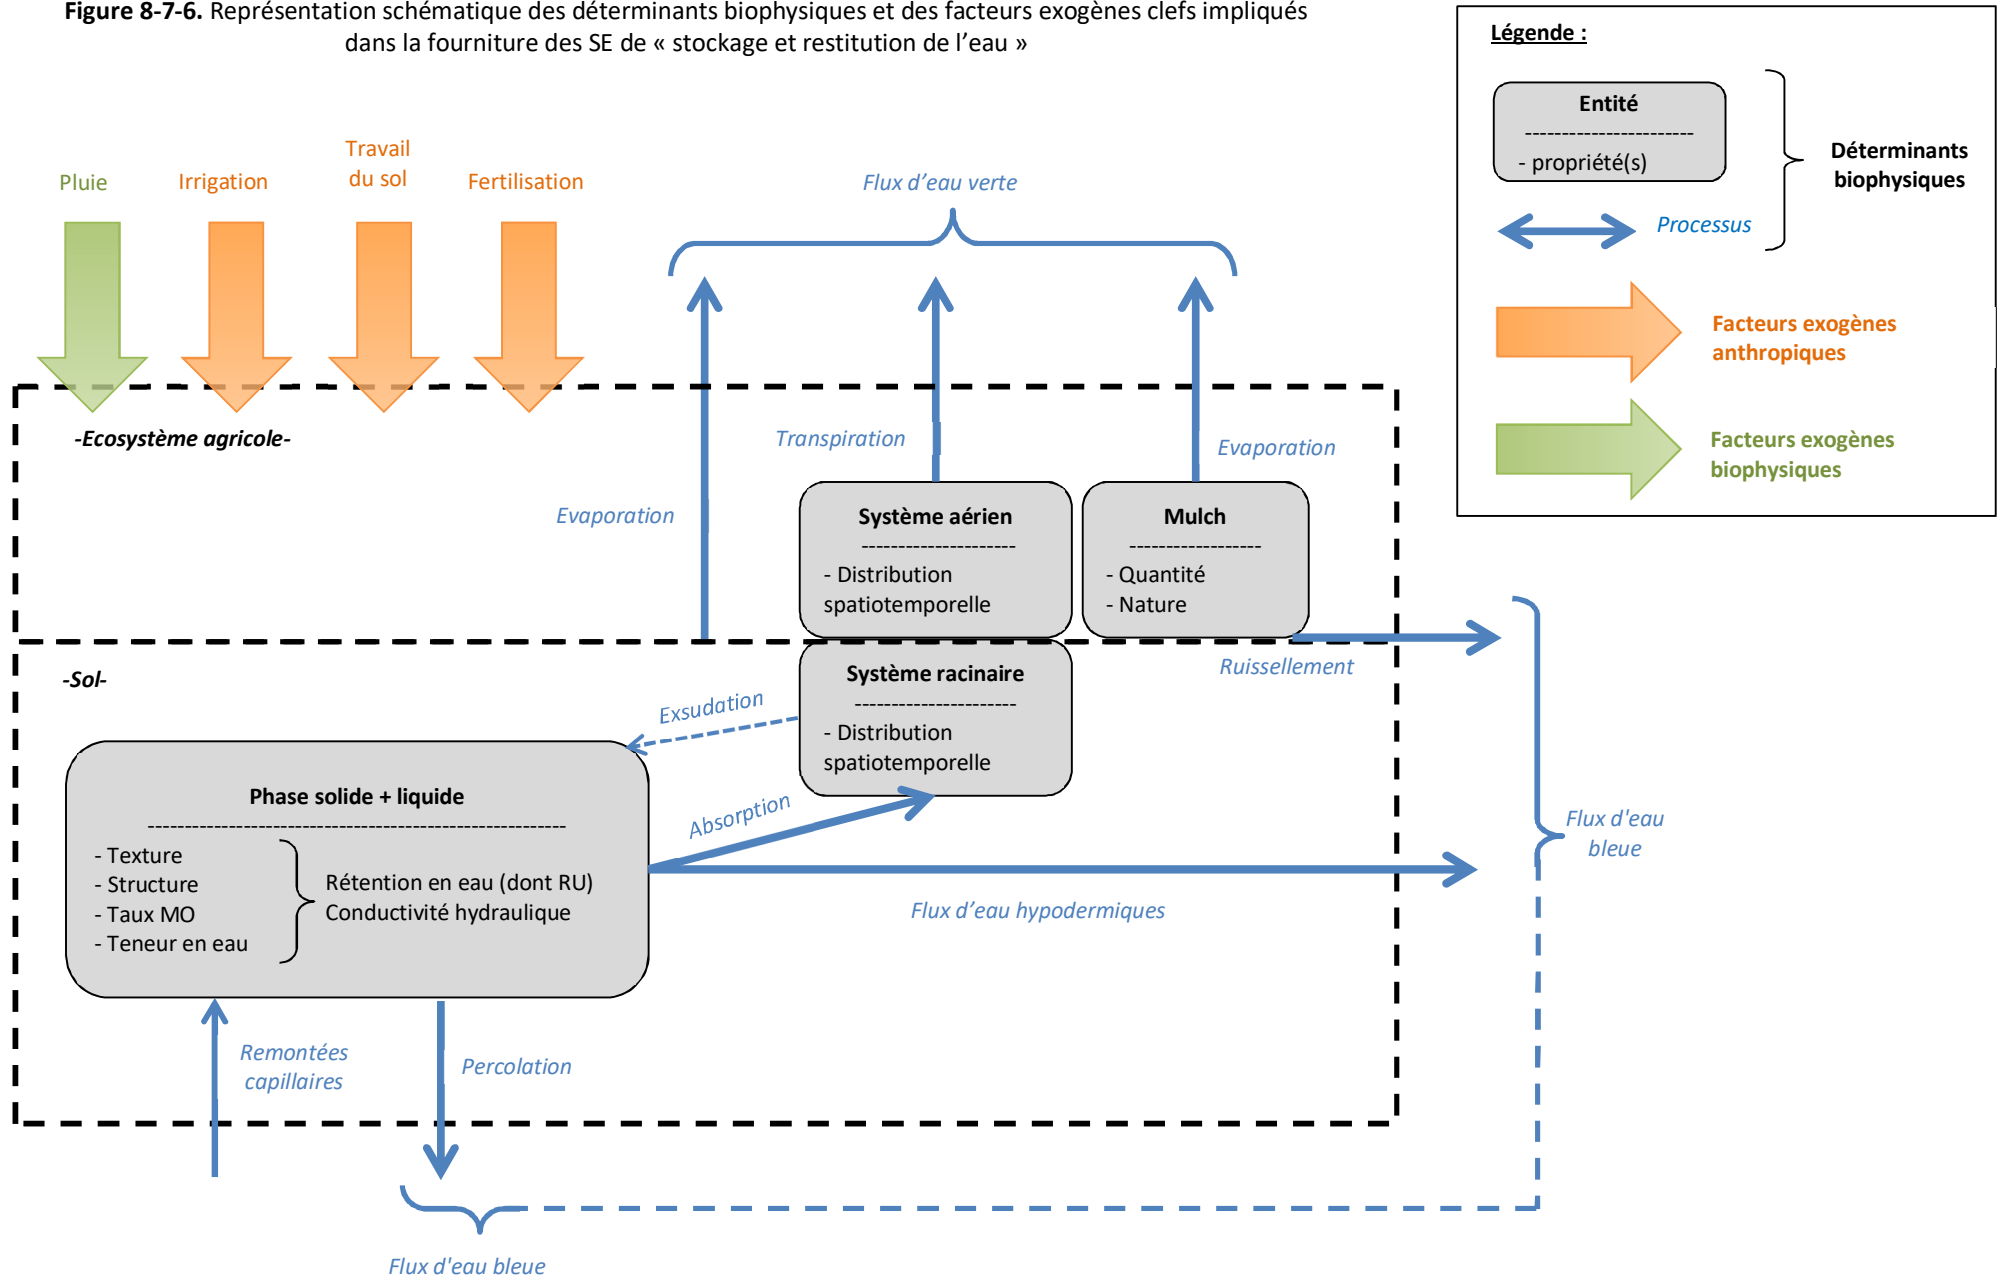 Figure 8-7-6. Représentation schématique des déterminants biophysiques et des facteurs exogènes clefs impliqués
dans la fourniture des SE de « stockage et restitution de l’eau »
Légende :
Entité
- propriété(s)
Processus
Déterminants
biophysiques
Facteurs exogènes
anthropiques
Facteurs exogènes
biophysiques
Pluie
Irrigation
Travail
du sol
Fertilisation
Flux d’eau verte
-Ecosystème agricole-
Evaporation
Transpiration
Evaporation
Système aérien
- Distribution
spatiotemporelle
Mulch
- Quantité
- Nature
Ruissellement
-Sol-
Système racinaire
- Distribution
spatiotemporelle
Exsudation
Absorption
Phase solide + liquide
- Texture
- Structure
- Taux MO
- Teneur en eau
Rétention en eau (dont RU)
Conductivité hydraulique
Flux d’eau hypodermiques
Flux d'eau
bleue
Remontées
capillaires
Percolation
Flux d'eau bleue